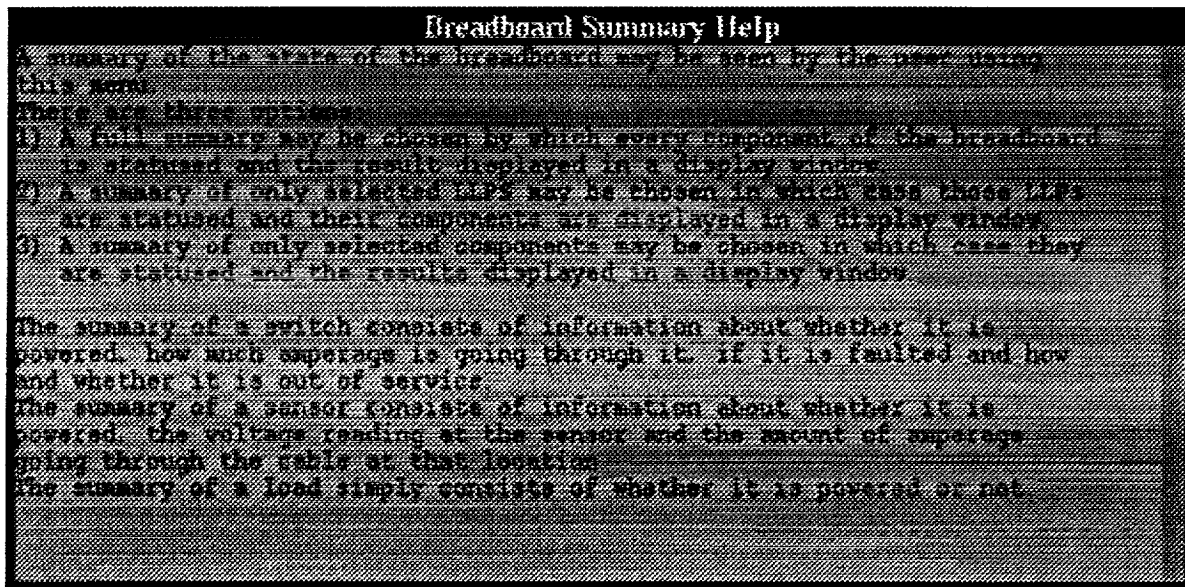 Breadboard Summary Help
A summary of the state of the breadboard may be seen by the user using
this menu.
There are three options:
1) A full summary may be chosen by which every component of the breadboard
is statused and the result displayed in a display window.
2) A summary of only selected LLPS may be chosen in which case those LLPs
are statused and their components are displayed in a display window.
3) A summary of only selected components may be chosen in which case they
are statused and the results displayed in a display window
The summary of a switch consists of information about whether it is
powered, how much amperage is going through it, if it is faulted and how
and whether it is out of service.
The summary of a sensor consists of information about whether it is
powered, the voltage reading at the sensor and the amount of amperage
going through the cable at that location
The summary of a load simply consists of whether it is powered or not.